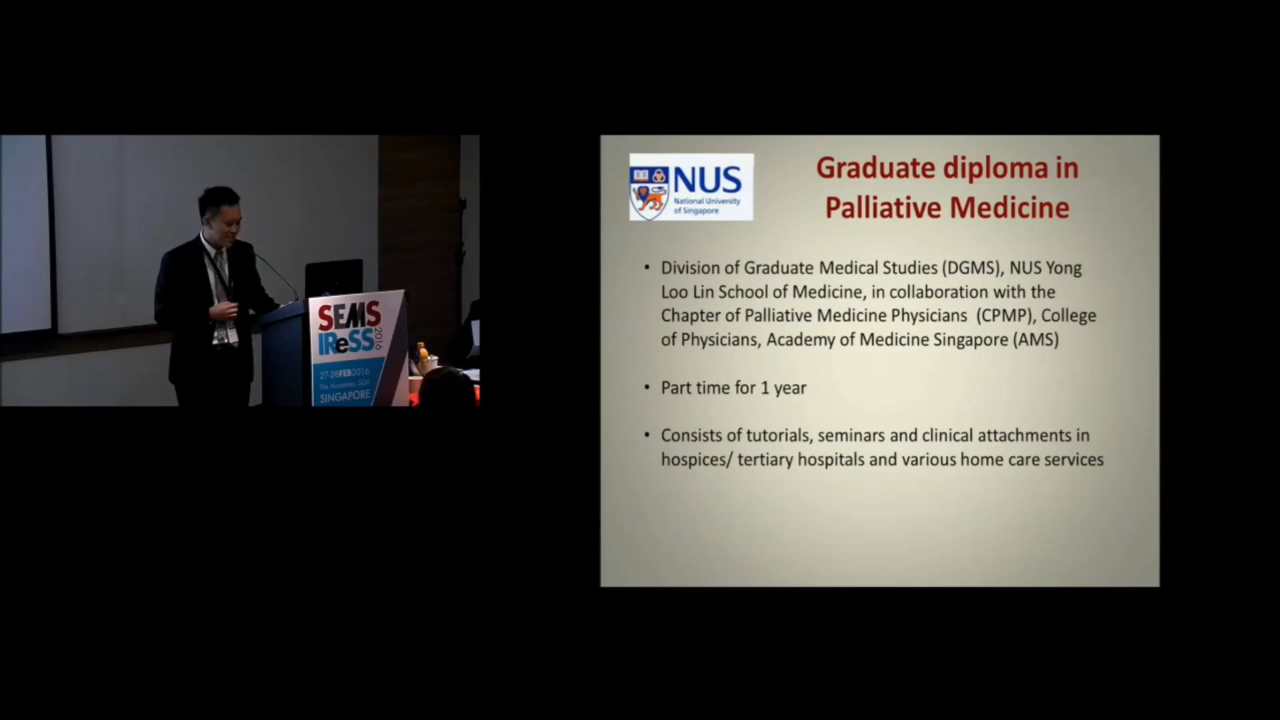 SEMS
IReSS
2016
27-28FEB2016
The Academia, SGH
SINGAPORE
NUS
National University
of Singapore
Graduate diploma in
Palliative Medicine
• Division of Graduate Medical Studies (DGMS), NUS Yong
Loo Lin School of Medicine, in collaboration with the
Chapter of Palliative Medicine Physicians (CPMP), College
of Physicians, Academy of Medicine Singapore (AMS)
• Part time for 1 year
• Consists of tutorials, seminars and clinical attachments in
hospices/ tertiary hospitals and various home care services